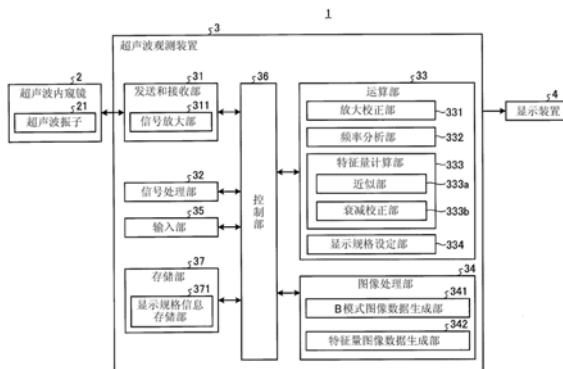 1
3
超声波观测装置
2
超声波内窥镜
21
超声波振子
31
发送和接收部
311
信号放大部
36
控制部
33
运算部
放大校正部
331
频率分析部
332
特征量计算部
333
近似部
333a
衰减校正部
333b
显示规格设定部
334
4
显示装置
32
信号处理部
35
输入部
37
存储部
371
显示规格信息
存储部
34
图像处理部
341
B模式图像数据生成部
342
特征量图像数据生成部